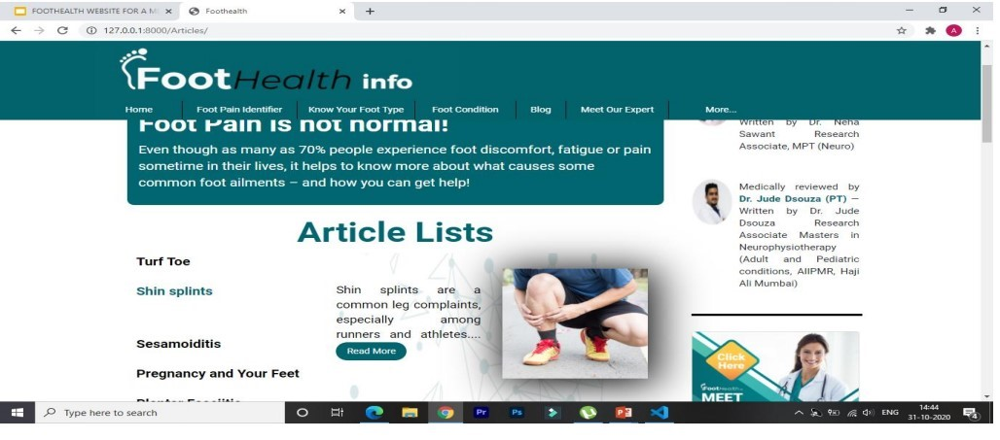 FOOTHEALTH WEBSITE FOR A M
Foothealth
127.0.0.1:8000/Articles/
A
FootHealth info
Home
Foot Pain Identifier
Know Your Foot Type
Foot Condition
Blog
Meet Our Expert
More...
Foot Pain is not normal!
Even though as many as 70% people experience foot discomfort, fatigue or pain
sometime in their lives, it helps to know more about what causes some
common foot ailments – and how you can get help!
Article Lists
Turf Toe
Shin splints
Shin splints are a
common leg complaints,
especially among
runners and athletes....
Read More
Sesamoiditis
Pregnancy and Your Feet
Plantar Fasciitis
Written by Dr. Neha
Sawant Research
Associate, MPT (Neuro)
Medically reviewed by
Dr. Jude Dsouza (PT) —
Written by Dr. Jude
Dsouza Research
Associate Masters in
Neurophysiotherapy
(Adult and Pediatric
conditions, AIIPMR, Haji
Ali Mumbai)
Click
Here
FootHealth
MEET
Type here to search
Pr
Ps
ENG
14:44
31-10-2020
4